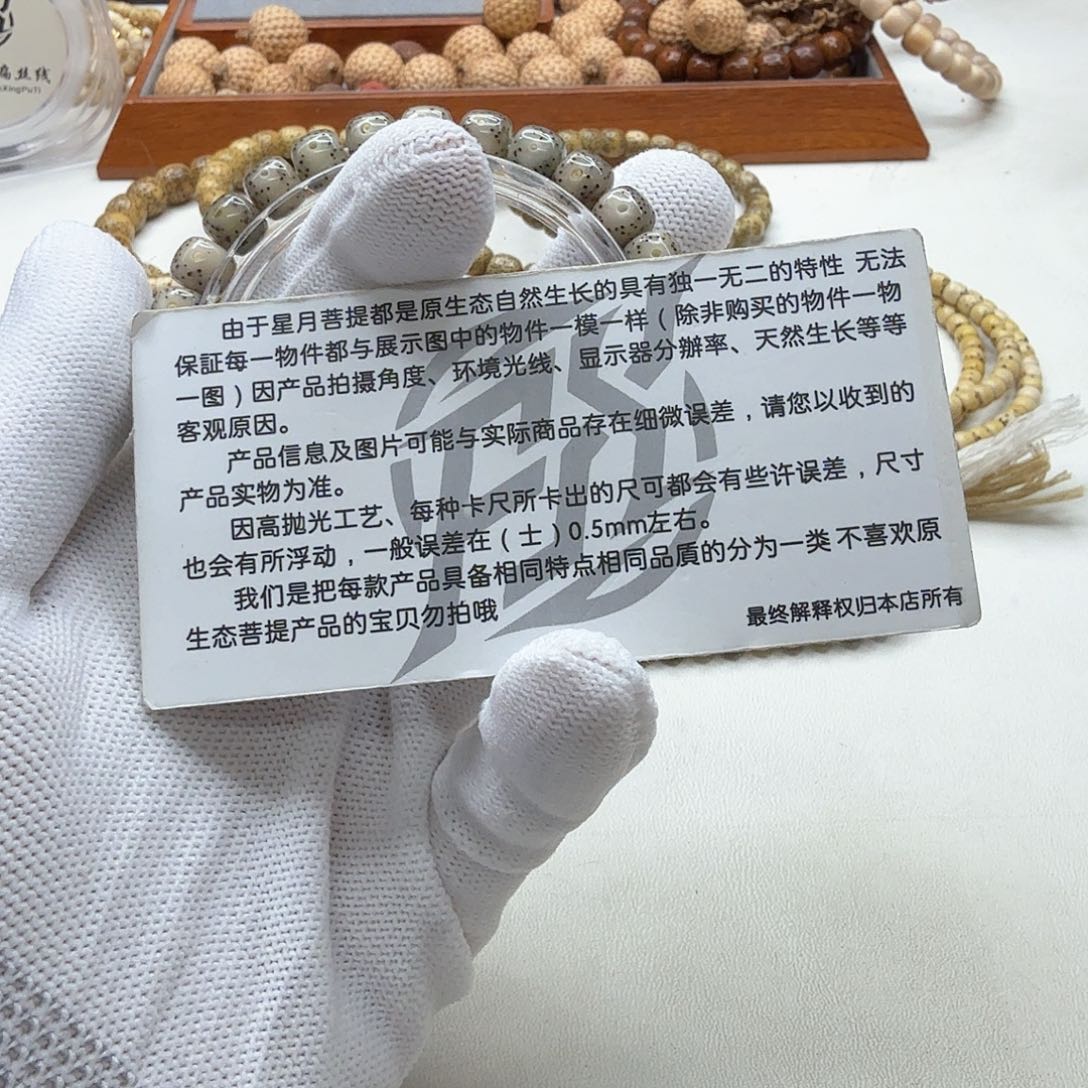 扁丝线
XingPuTi
由于星月菩提都是原生态自然生长的具有独一无二的特性 无法
保証每一物件都与展示图中的物件一模一样（除非购买的物件一物
一图）因产品拍摄角度、环境光线、显示器分辦率、天然生长等等
客观原因。
产品信息及图片可能与实际商品存在细微误差，请您以收到的
产品实物为准。
因高抛光工艺、每种卡尺所卡出的尺可都会有些许误差，尺寸
也会有所浮动，一般误差在（士）0.5mm左右。
我们是把每款产品具备相同特点相同品质的分为一类 不喜欢原
生态菩提产品的宝贝勿拍哦
最终解释权归本店所有